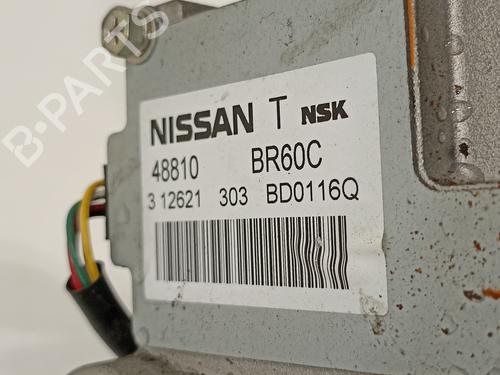 B-PARTS
NISSAN T NSK
48810 BR60C
3 12621 303 BD0116Q